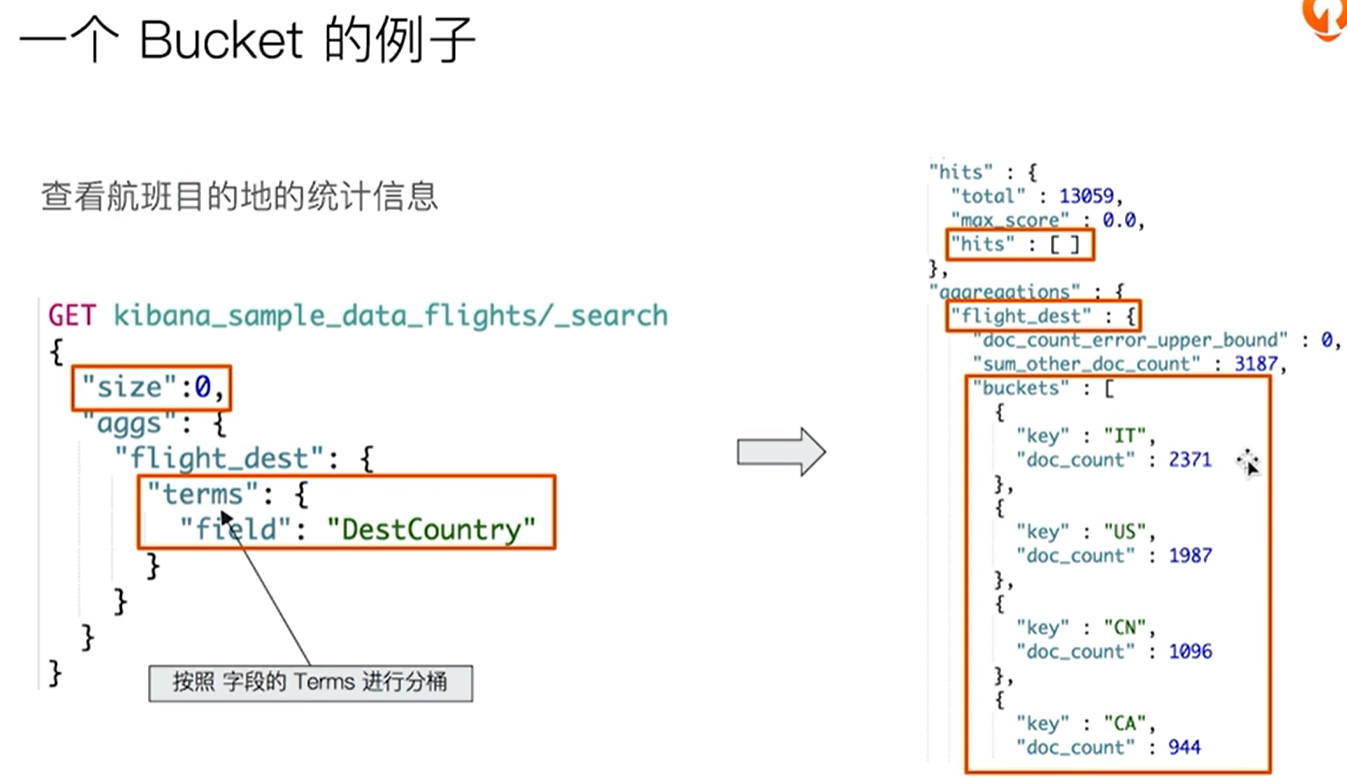 一个 Bucket 的例子
查看航班目的地的统计信息
GET kibana_sample_data_flights/_search
{
"size":0,
"aggs": {
"flight_dest": {
"terms": {
"field": "DestCountry"
}
}
}
}
按照 字段的 Terms 进行分桶
"hits" : {
"total" : 13059,
"max_score" : 0.0,
"hits" : [ ]
},
"aggregations" : {
"flight_dest" : {
"doc_count_error_upper_bound" : 0,
"sum_other_doc_count" : 3187,
"buckets" : [
{
"key" : "IT",
"doc_count" : 2371
},
{
"key" : "US",
"doc_count" : 1987
},
{
"key" : "CN",
"doc_count" : 1096
},
{
"key" : "CA",
"doc_count" : 944